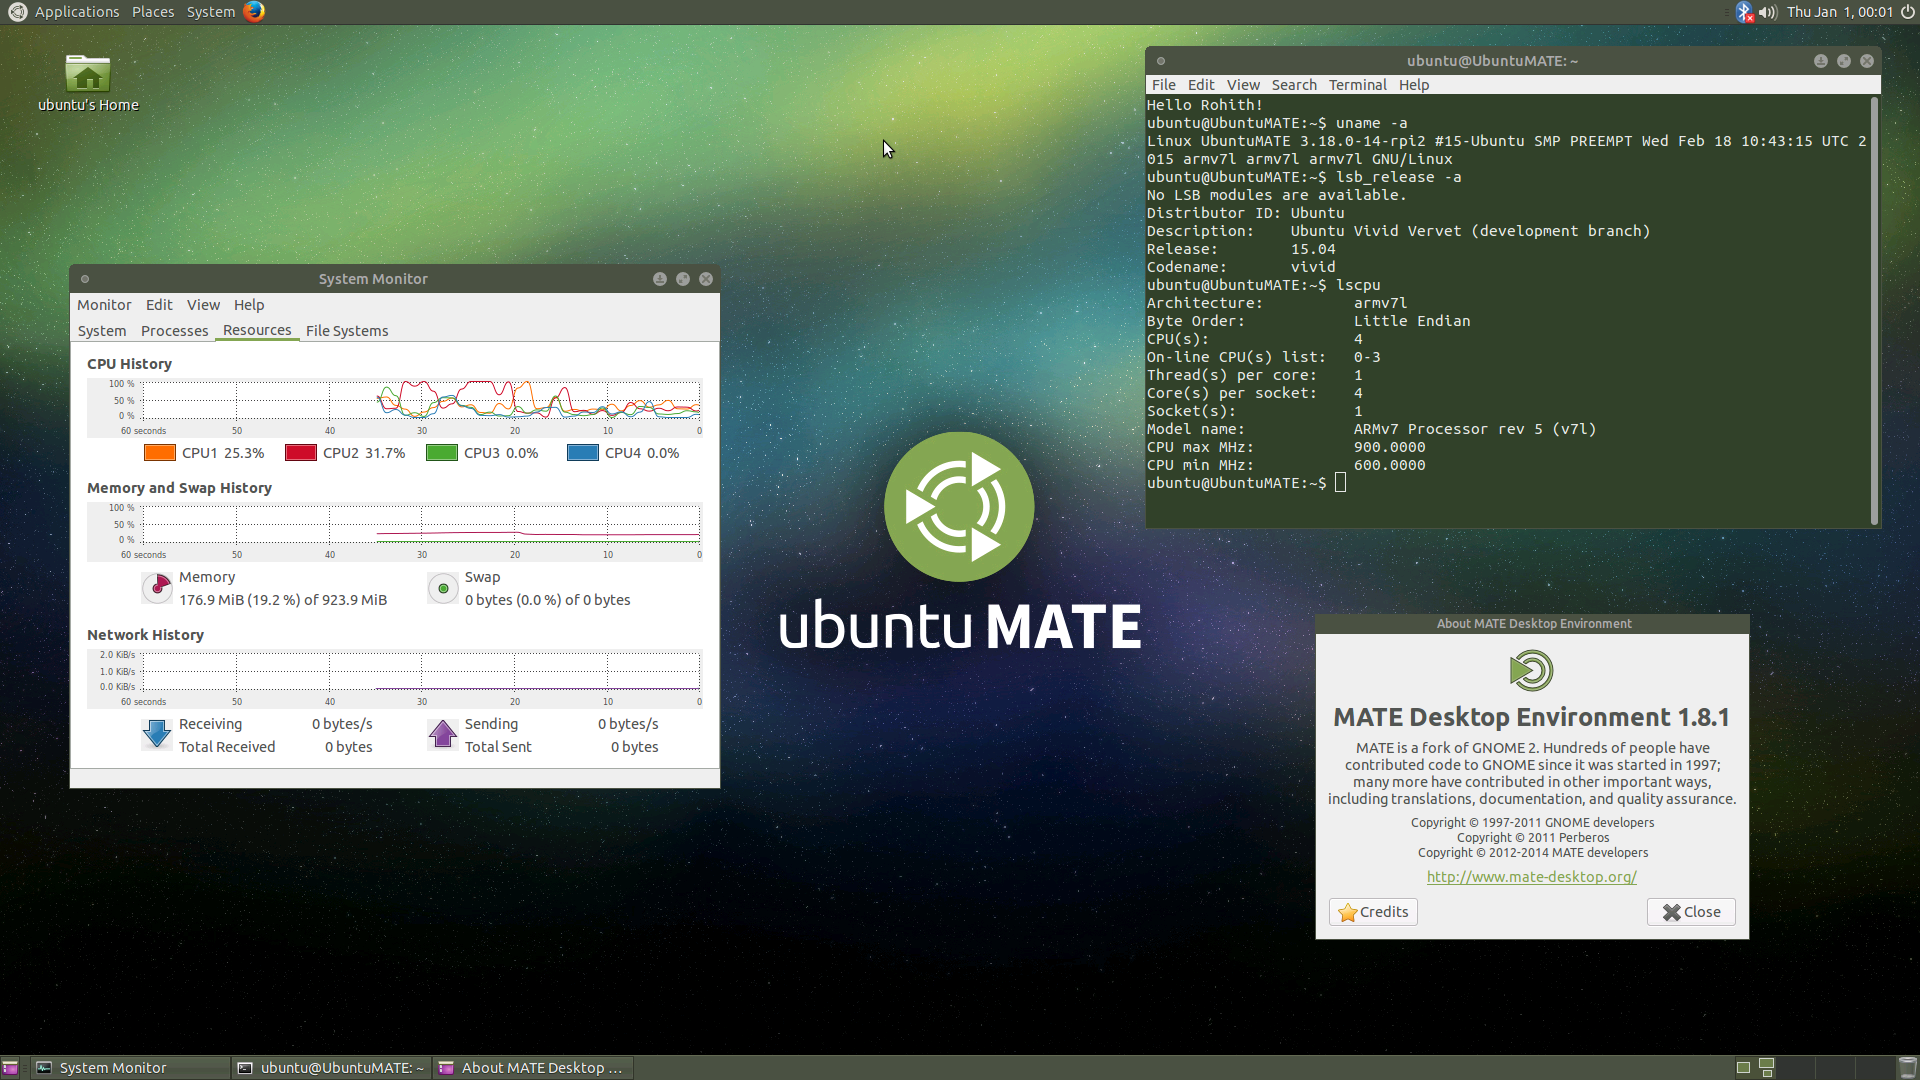 Applications Places System
Thu Jan 1, 00:01
ubuntu's Home
ubuntu@UbuntuMATE: ~
File Edit View Search Terminal Help
Hello Rohith!
ubuntu@UbuntuMATE:~$ uname -a
Linux UbuntuMATE 3.18.0-14-rpi2 #15-Ubuntu SMP PREEMPT Wed Feb 18 10:43:15 UTC 2
015 armv7l armv7l armv7l GNU/Linux
ubuntu@UbuntuMATE:~$ lsb_release -a
No LSB modules are available.
Distributor ID: Ubuntu
Description: Ubuntu Vivid Vervet (development branch)
Release: 15.04
Codename: vivid
ubuntu@UbuntuMATE:~$ lscpu
Architecture: armv7l
Byte Order: Little Endian
CPU(s): 4
On-line CPU(s) list: 0-3
Thread(s) per core: 1
Core(s) per socket: 4
Socket(s): 1
Model name: ARMv7 Processor rev 5 (v7l)
CPU max MHz: 900.0000
CPU min MHz: 600.0000
ubuntu@UbuntuMATE:~$
System Monitor
Monitor Edit View Help
System Processes Resources File Systems
CPU History
100 %
50 %
0 %
60 seconds 50 40 30 20 10 0
CPU1 25.3% CPU2 31.7% CPU3 0.0% CPU4 0.0%
Memory and Swap History
100 %
50 %
0 %
60 seconds 50 40 30 20 10 0
Memory Swap
176.9 MiB (19.2 %) of 923.9 MiB 0 bytes (0.0 %) of 0 bytes
Network History
2.0 KiB/s
1.0 KiB/s
0.0 KiB/s
60 seconds 50 40 30 20 10 0
Receiving 0 bytes/s Sending 0 bytes/s
Total Received 0 bytes Total Sent 0 bytes
ubuntu MATE
About MATE Desktop Environment
MATE Desktop Environment 1.8.1
MATE is a fork of GNOME 2. Hundreds of people have
contributed code to GNOME since it was started in 1997;
many more have contributed in other important ways,
including translations, documentation, and quality assurance.
Copyright © 1997-2011 GNOME developers
Copyright © 2011 Perberos
Copyright © 2012-2014 MATE developers
http://www.mate-desktop.org/
Credits Close
System Monitor ubuntu@UbuntuMATE: ~ About MATE Desktop ...